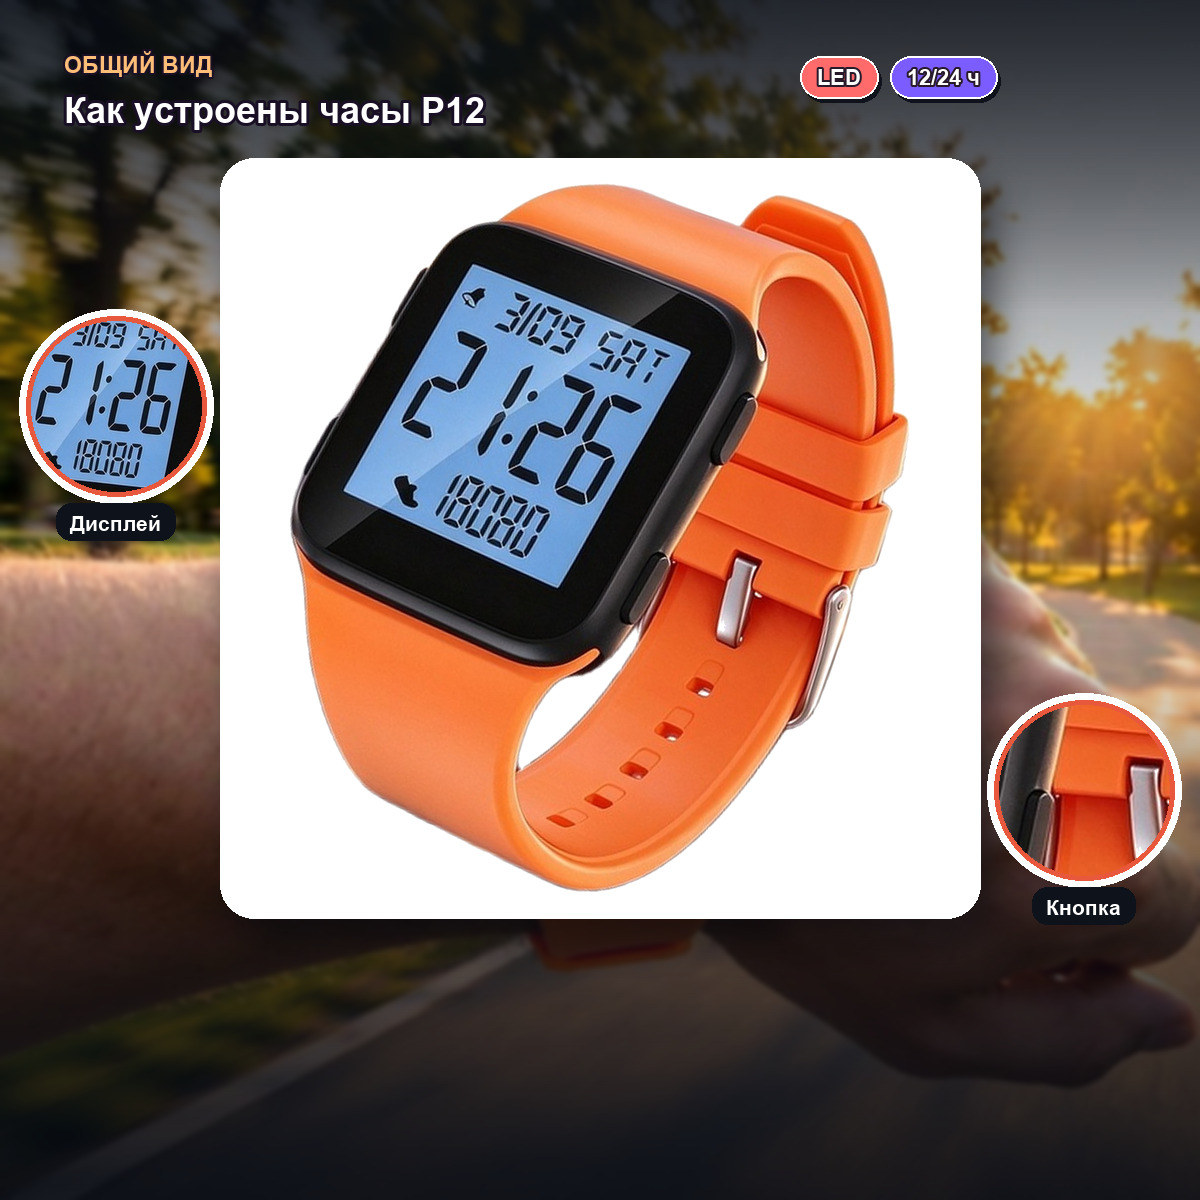 ОБЩИЙ ВИД
Как устроены часы P12
LED
12/24 ч
3/09 SAT
21:26
18080
3/09 SAT
21:26
18080
Дисплей
Кнопка